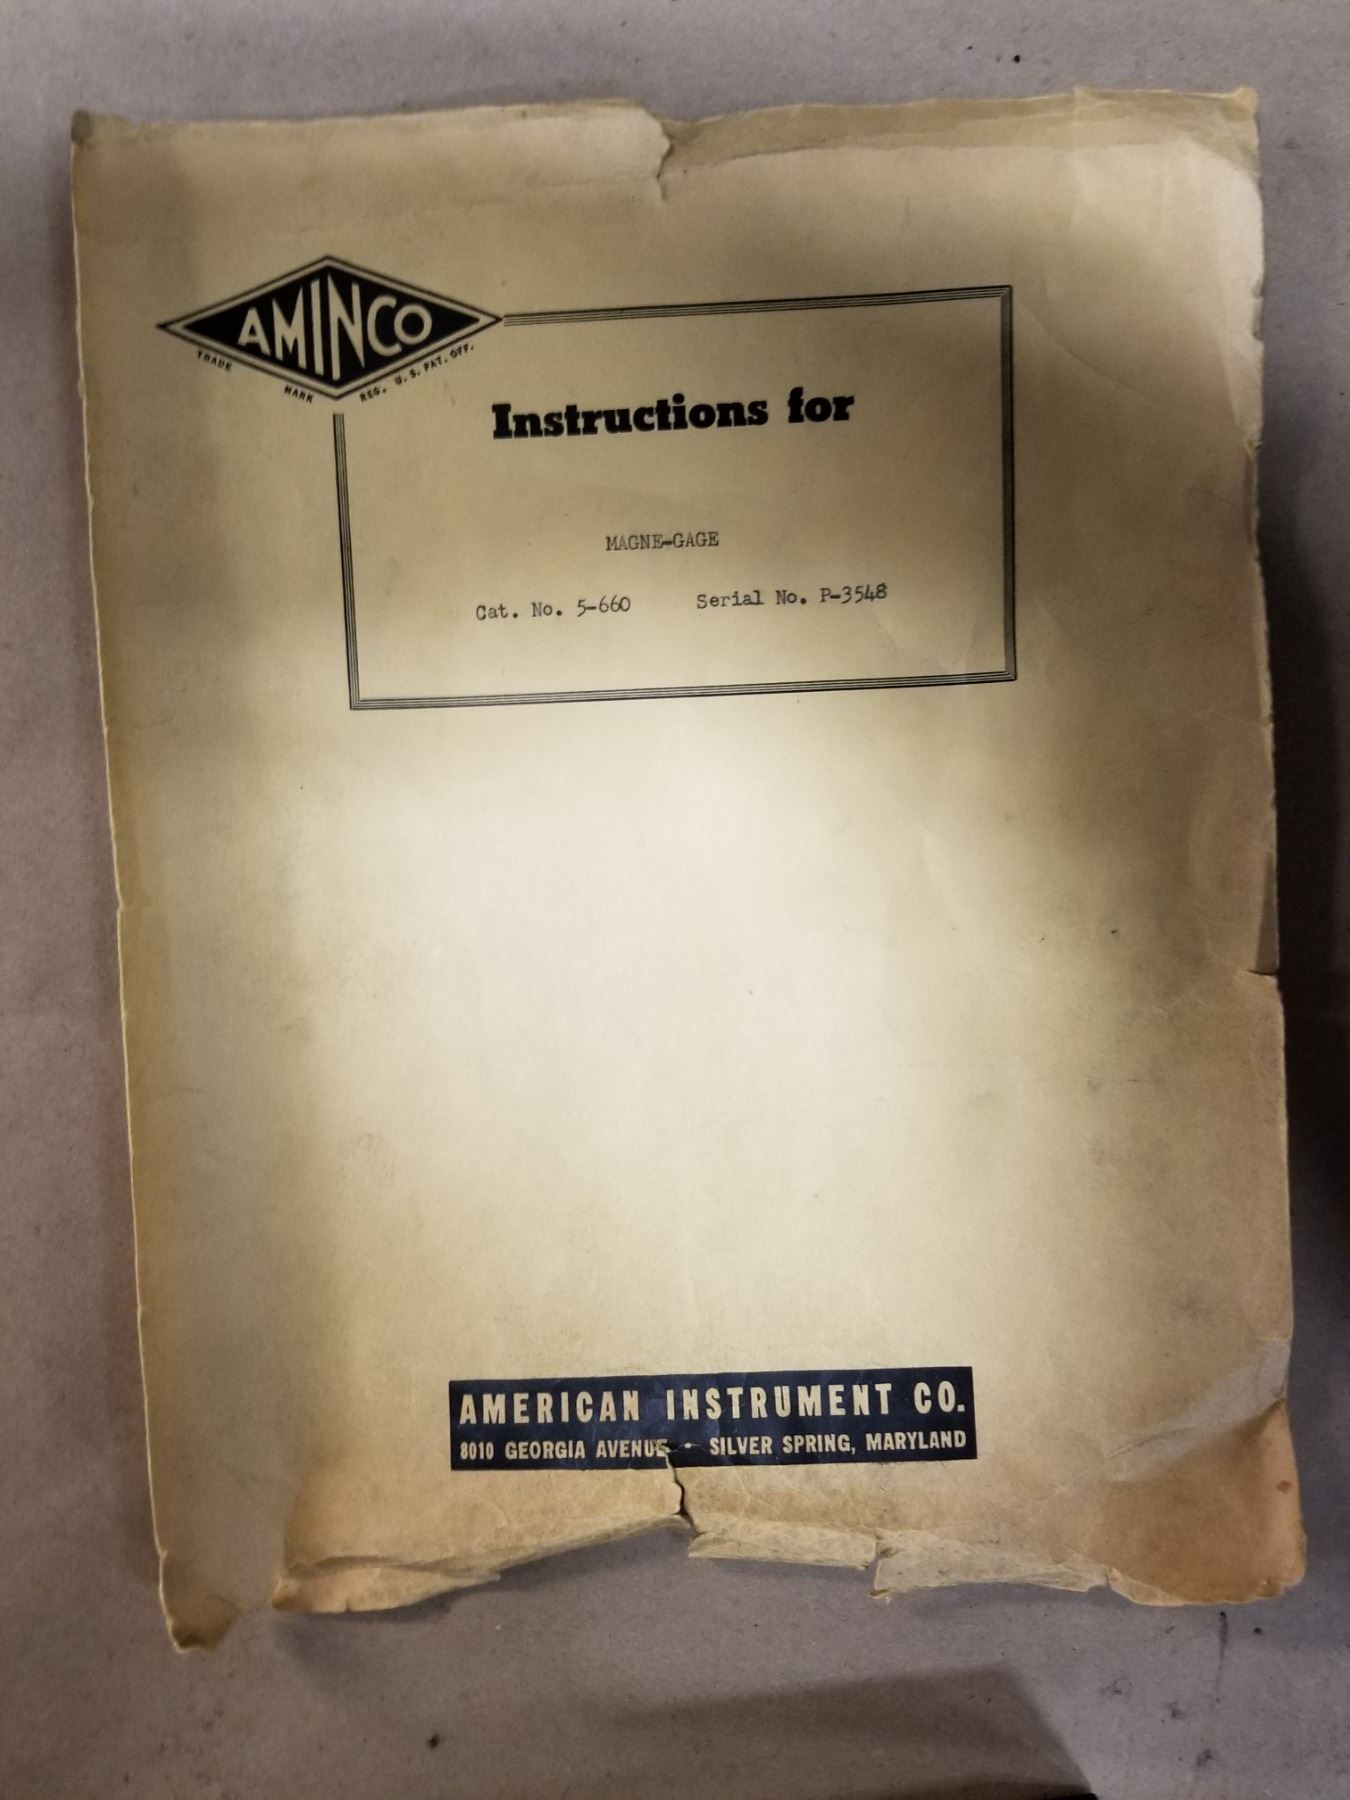 AMINCO
TRADE MARK REG. U. S. PAT. OFF.
Instructions for
MAGNE-GAGE
Cat. No. 5-660 Serial No. P-3548
AMERICAN INSTRUMENT CO.
8010 GEORGIA AVENUE • SILVER SPRING, MARYLAND